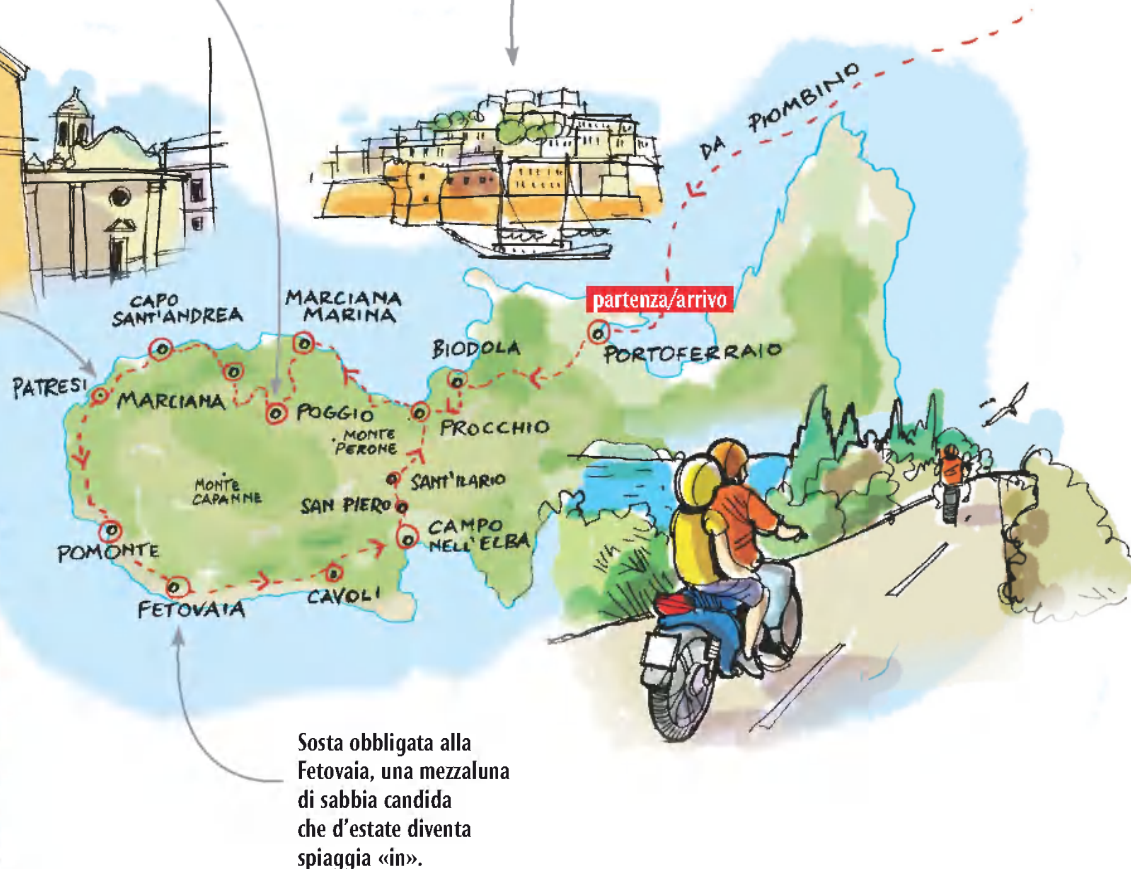 DA PIOMBINO
partenza/arrivo
CAPO
SANT'ANDREA
MARCIANA
MARINA
BIODOLA
PORTOFERRAIO
PATRESI
MARCIANA
POGGIO
PROCCHIO
MONTE
PERONE
MONTE
CAPANNE
SANT'ILARIO
SAN PIERO
CAMPO
NELL'ELBA
POMONTE
FETOVAIA
CAVOLI
Sosta obbligata alla
Fetovaia, una mezzaluna
di sabbia candida
che d'estate diventa
spiaggia «in».